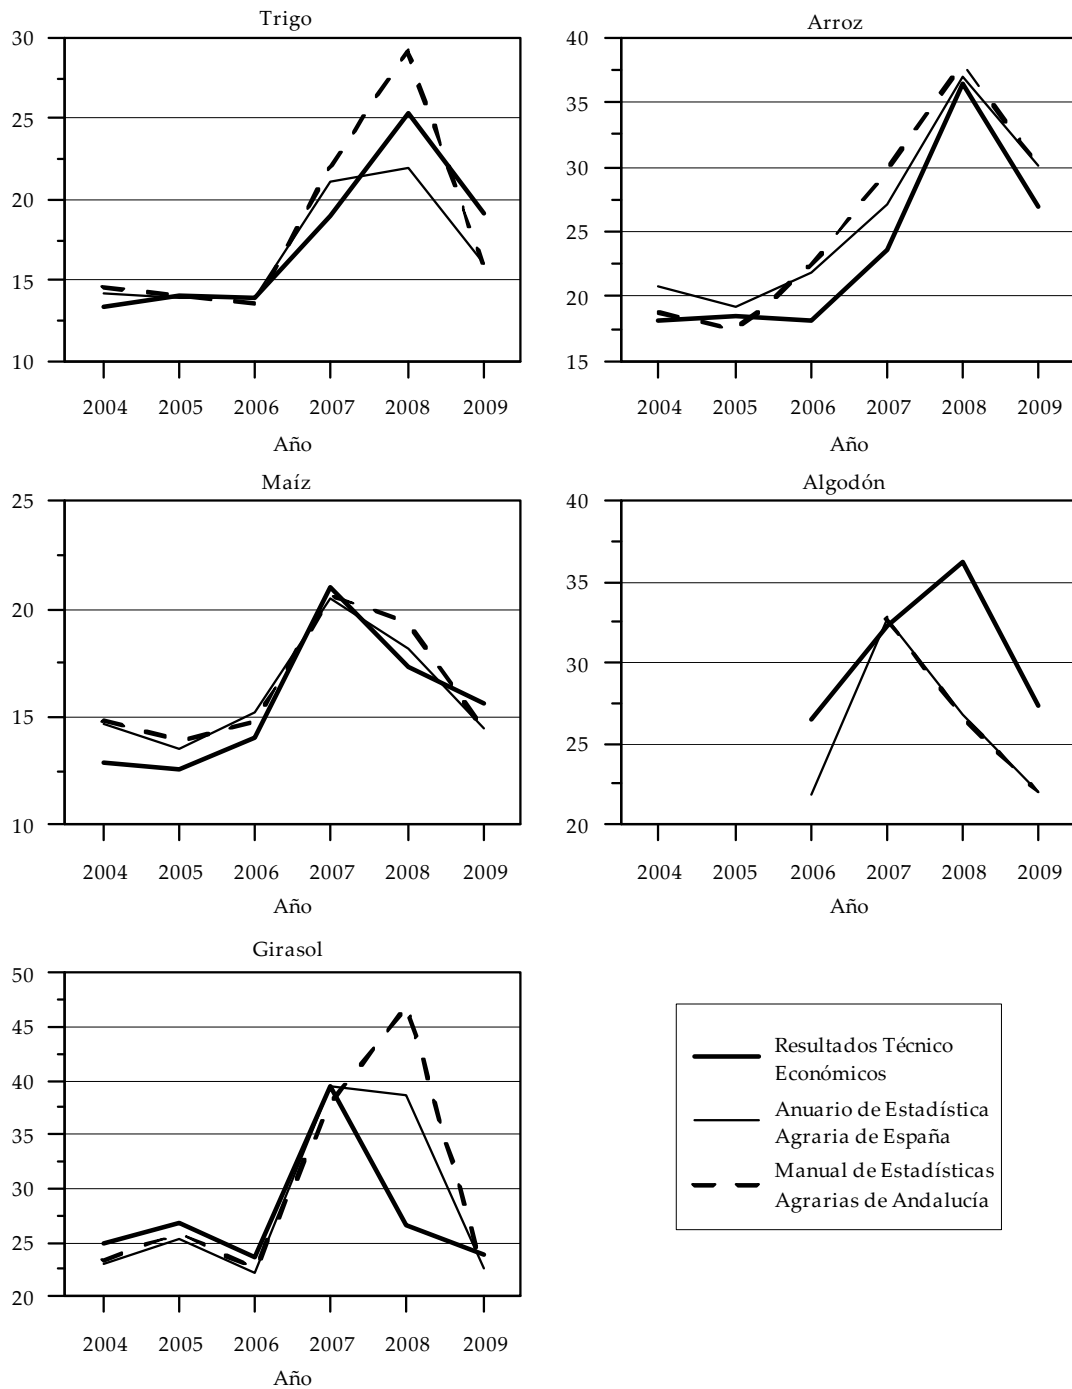 Trigo
30
25
20
15
10
2004 2005 2006 2007 2008 2009
Año
Arroz
40
35
30
25
20
15
2004 2005 2006 2007 2008 2009
Año
Maíz
25
20
15
10
2004 2005 2006 2007 2008 2009
Año
Algodón
40
35
30
25
20
2004 2005 2006 2007 2008 2009
Año
Girasol
50
45
40
35
30
25
20
2004 2005 2006 2007 2008 2009
Año
Resultados Técnico
Económicos
Anuario de Estadística
Agraria de España
Manual de Estadísticas
Agrarias de Andalucía